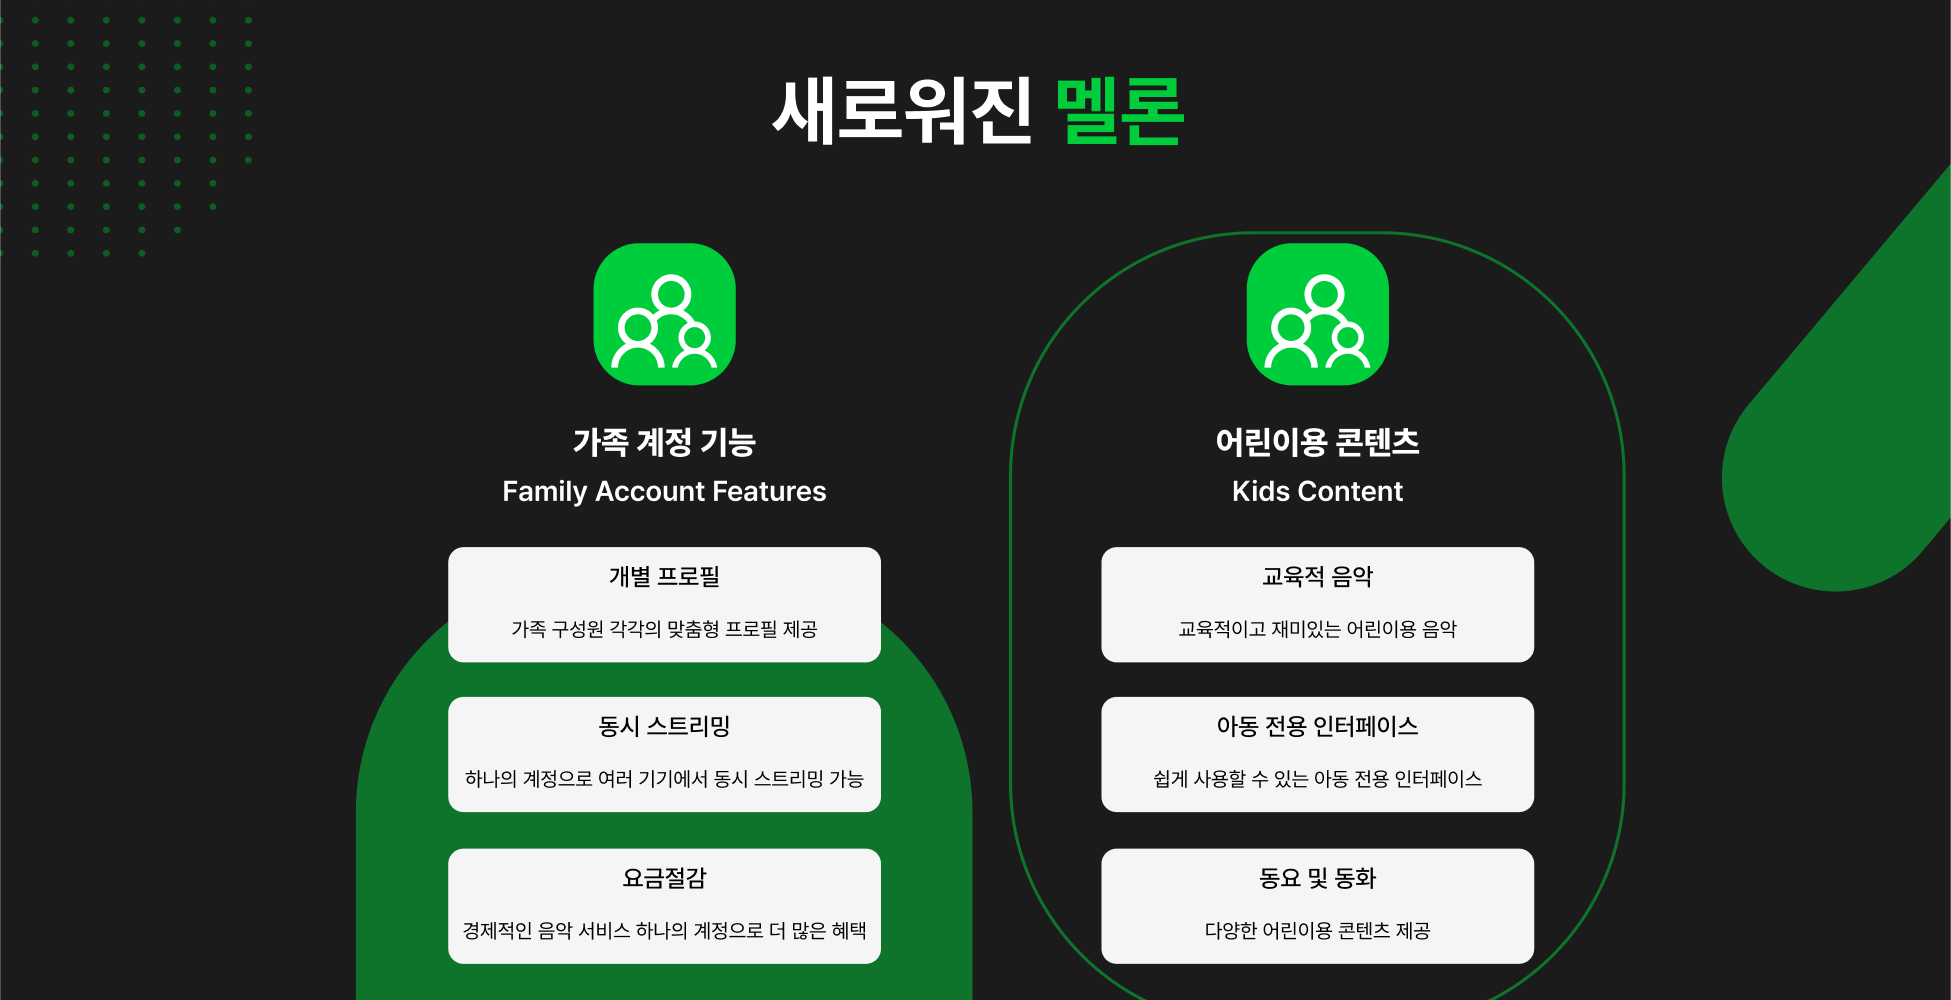 새로워진 멜론
가족 계정 기능
Family Account Features
개별 프로필
가족 구성원 각각의 맞춤형 프로필 제공
동시 스트리밍
하나의 계정으로 여러 기기에서 동시 스트리밍 가능
요금절감
경제적인 음악 서비스 하나의 계정으로 더 많은 혜택
어린이용 콘텐츠
Kids Content
교육적 음악
교육적이고 재미있는 어린이용 음악
아동 전용 인터페이스
쉽게 사용할 수 있는 아동 전용 인터페이스
동요 및 동화
다양한 어린이용 콘텐츠 제공